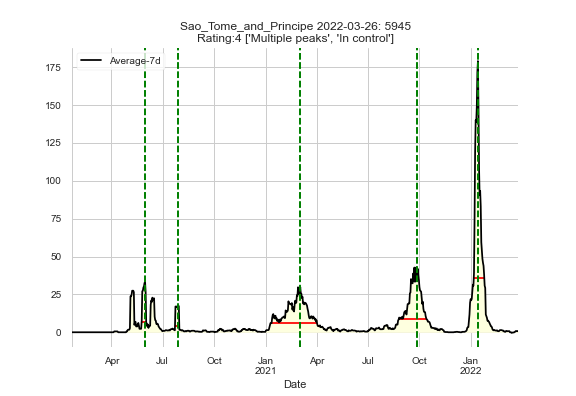 Sao_Tome_and_Principe 2022-03-26: 5945
Rating:4 ['Multiple peaks', 'In control']
Average-7d
175
150
125
100
75
50
25
0
Apr Jul Oct Jan Apr Jul Oct Jan
2021 2022
Date